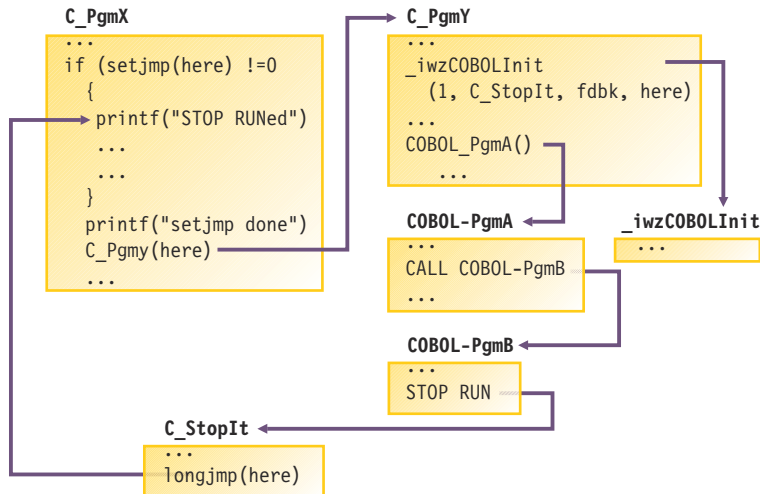 C_PgmX
...
if (setjmp(here) !=0
{
printf("STOP RUNed")
...
...
}
printf("setjmp done")
C_Pgmy(here)
...
C_PgmY
...
_iwzCOBOLInit
(1, C_StopIt, fdbk, here)
...
COBOL_PgmA()
...
_iwzCOBOLInit
...
COBOL-PgmA
...
CALL COBOL-PgmB
...
COBOL-PgmB
...
STOP RUN
C_StopIt
...
longjmp(here)